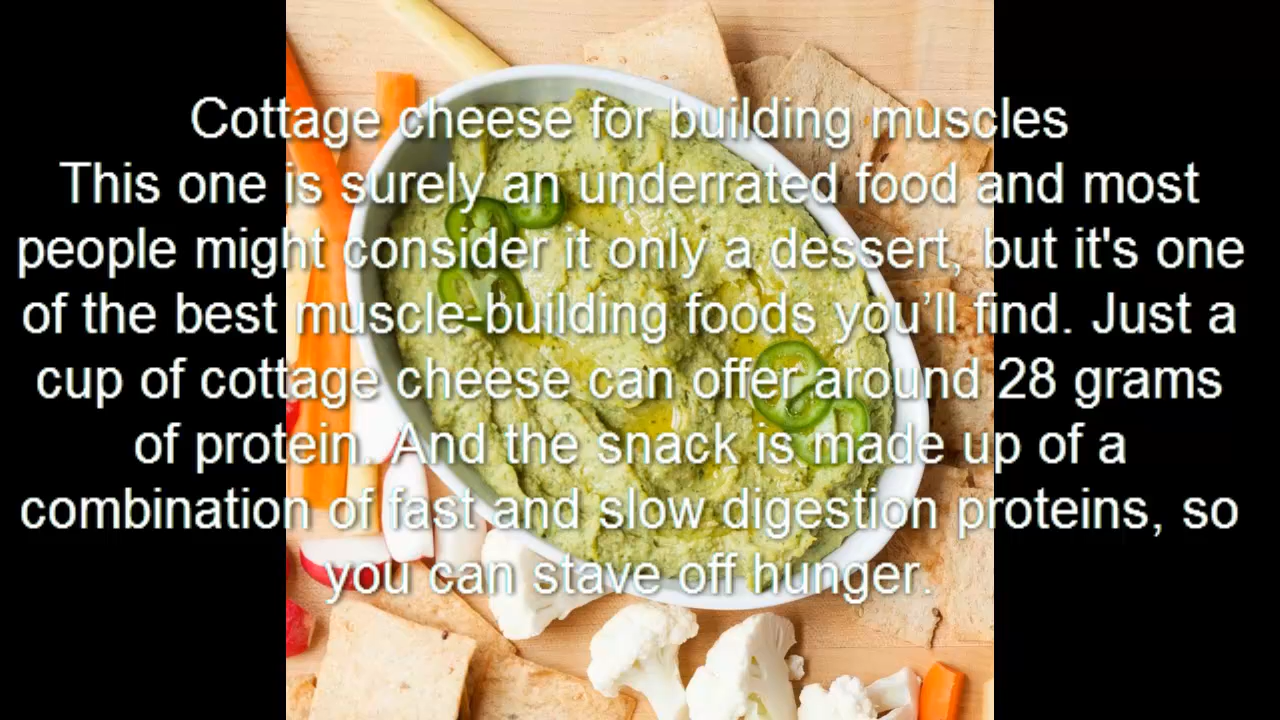 Cottage cheese for building muscles
This one is surely an underrated food and most
people might consider it only a dessert, but it's one
of the best muscle-building foods you’ll find. Just a
cup of cottage cheese can offer around 28 grams
of protein. And the snack is made up of a
combination of fast and slow digestion proteins, so
you can stave off hunger.